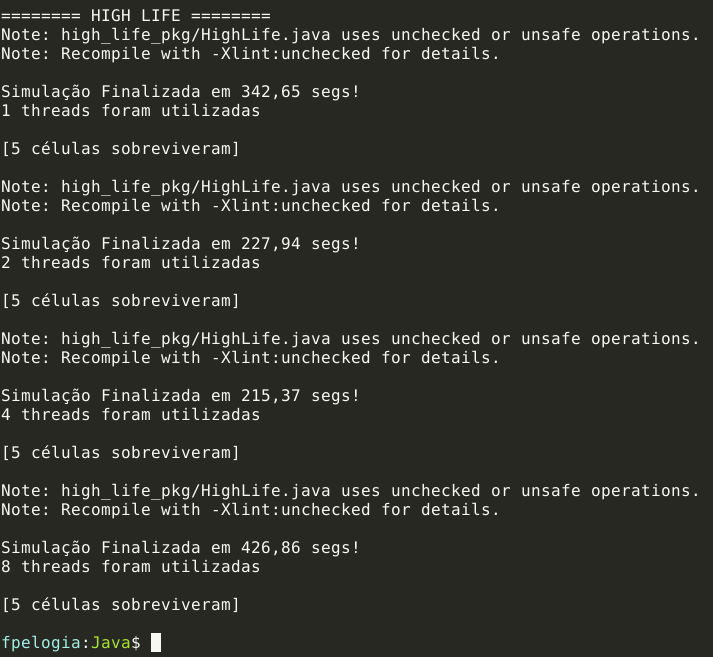 ======== HIGH LIFE ========
Note: high_life_pkg/HighLife.java uses unchecked or unsafe operations.
Note: Recompile with -Xlint:unchecked for details.
Simulação Finalizada em 342,65 segs!
1 threads foram utilizadas
[5 células sobreviveram]
Note: high_life_pkg/HighLife.java uses unchecked or unsafe operations.
Note: Recompile with -Xlint:unchecked for details.
Simulação Finalizada em 227,94 segs!
2 threads foram utilizadas
[5 células sobreviveram]
Note: high_life_pkg/HighLife.java uses unchecked or unsafe operations.
Note: Recompile with -Xlint:unchecked for details.
Simulação Finalizada em 215,37 segs!
4 threads foram utilizadas
[5 células sobreviveram]
Note: high_life_pkg/HighLife.java uses unchecked or unsafe operations.
Note: Recompile with -Xlint:unchecked for details.
Simulação Finalizada em 426,86 segs!
8 threads foram utilizadas
[5 células sobreviveram]
fpelogia:Java$